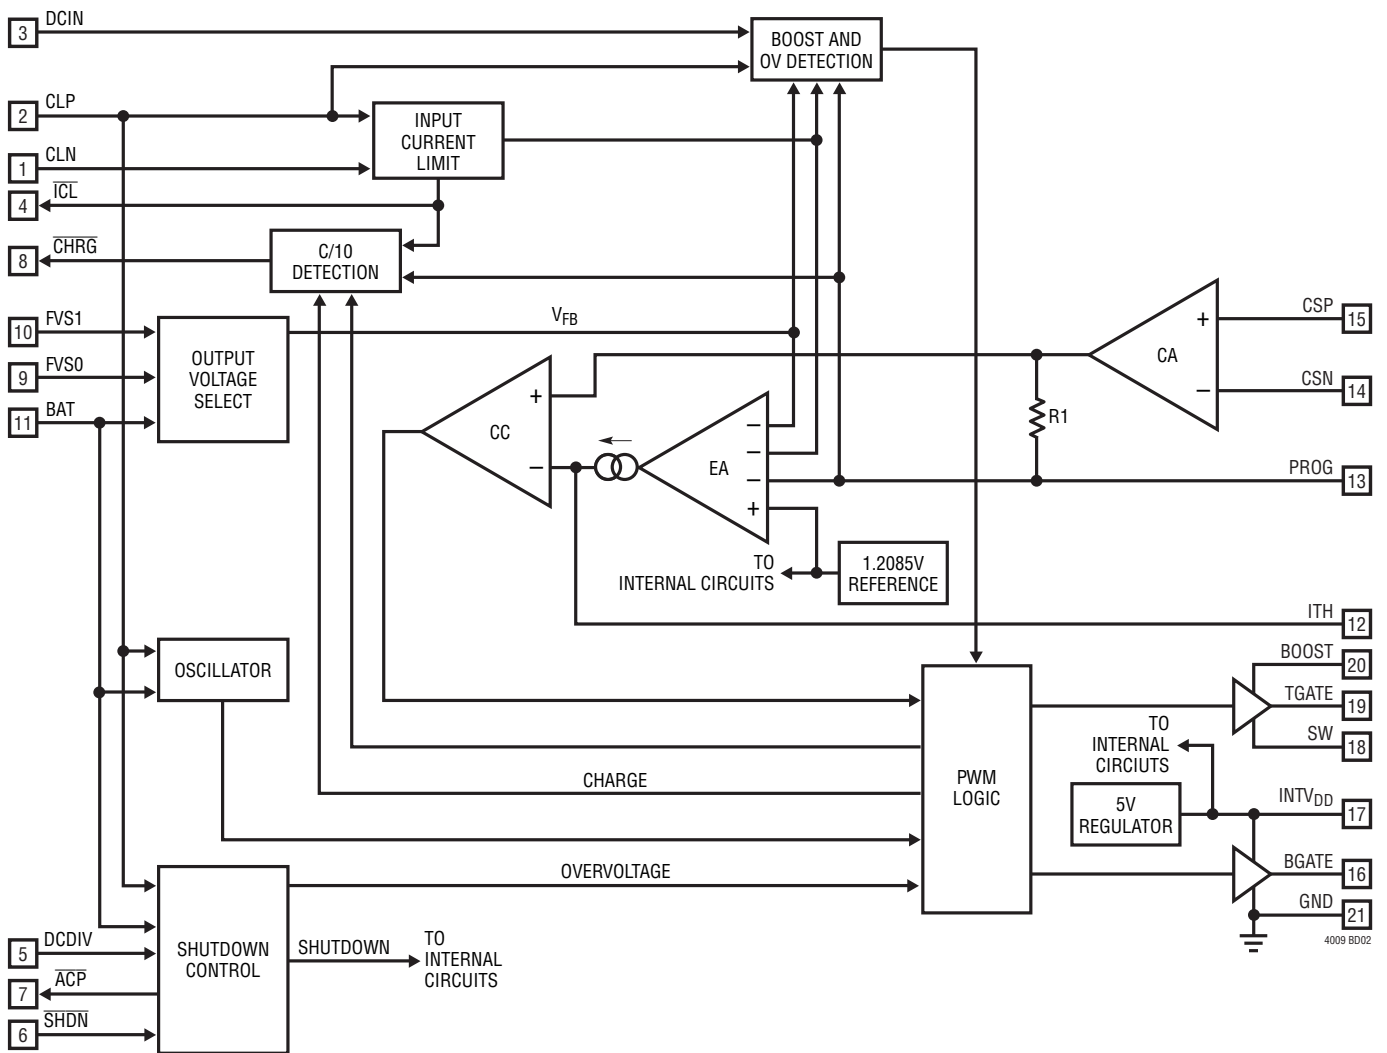 3 DCIN
BOOST AND
OV DETECTION
2 CLP
INPUT
CURRENT
LIMIT
1 CLN
4 ICL
8 CHRG
C/10
DETECTION
10 FVS1
9 FVS0
11 BAT
OUTPUT
VOLTAGE
SELECT
VFB
CC
+
−
EA
−
−
−
+
CA
+
−
CSP 15
CSN 14
R1
PROG 13
TO
INTERNAL CIRCUITS
1.2085V
REFERENCE
ITH 12
BOOST 20
TGATE 19
SW 18
OSCILLATOR
TO
INTERNAL
CIRCIUTS
PWM
LOGIC
CHARGE
5V
REGULATOR
INTVDD 17
BGATE 16
GND 21
4009 BD02
OVERVOLTAGE
SHUTDOWN
CONTROL
SHUTDOWN
TO
INTERNAL
CIRCUITS
5 DCDIV
7 ACP
6 SHDN